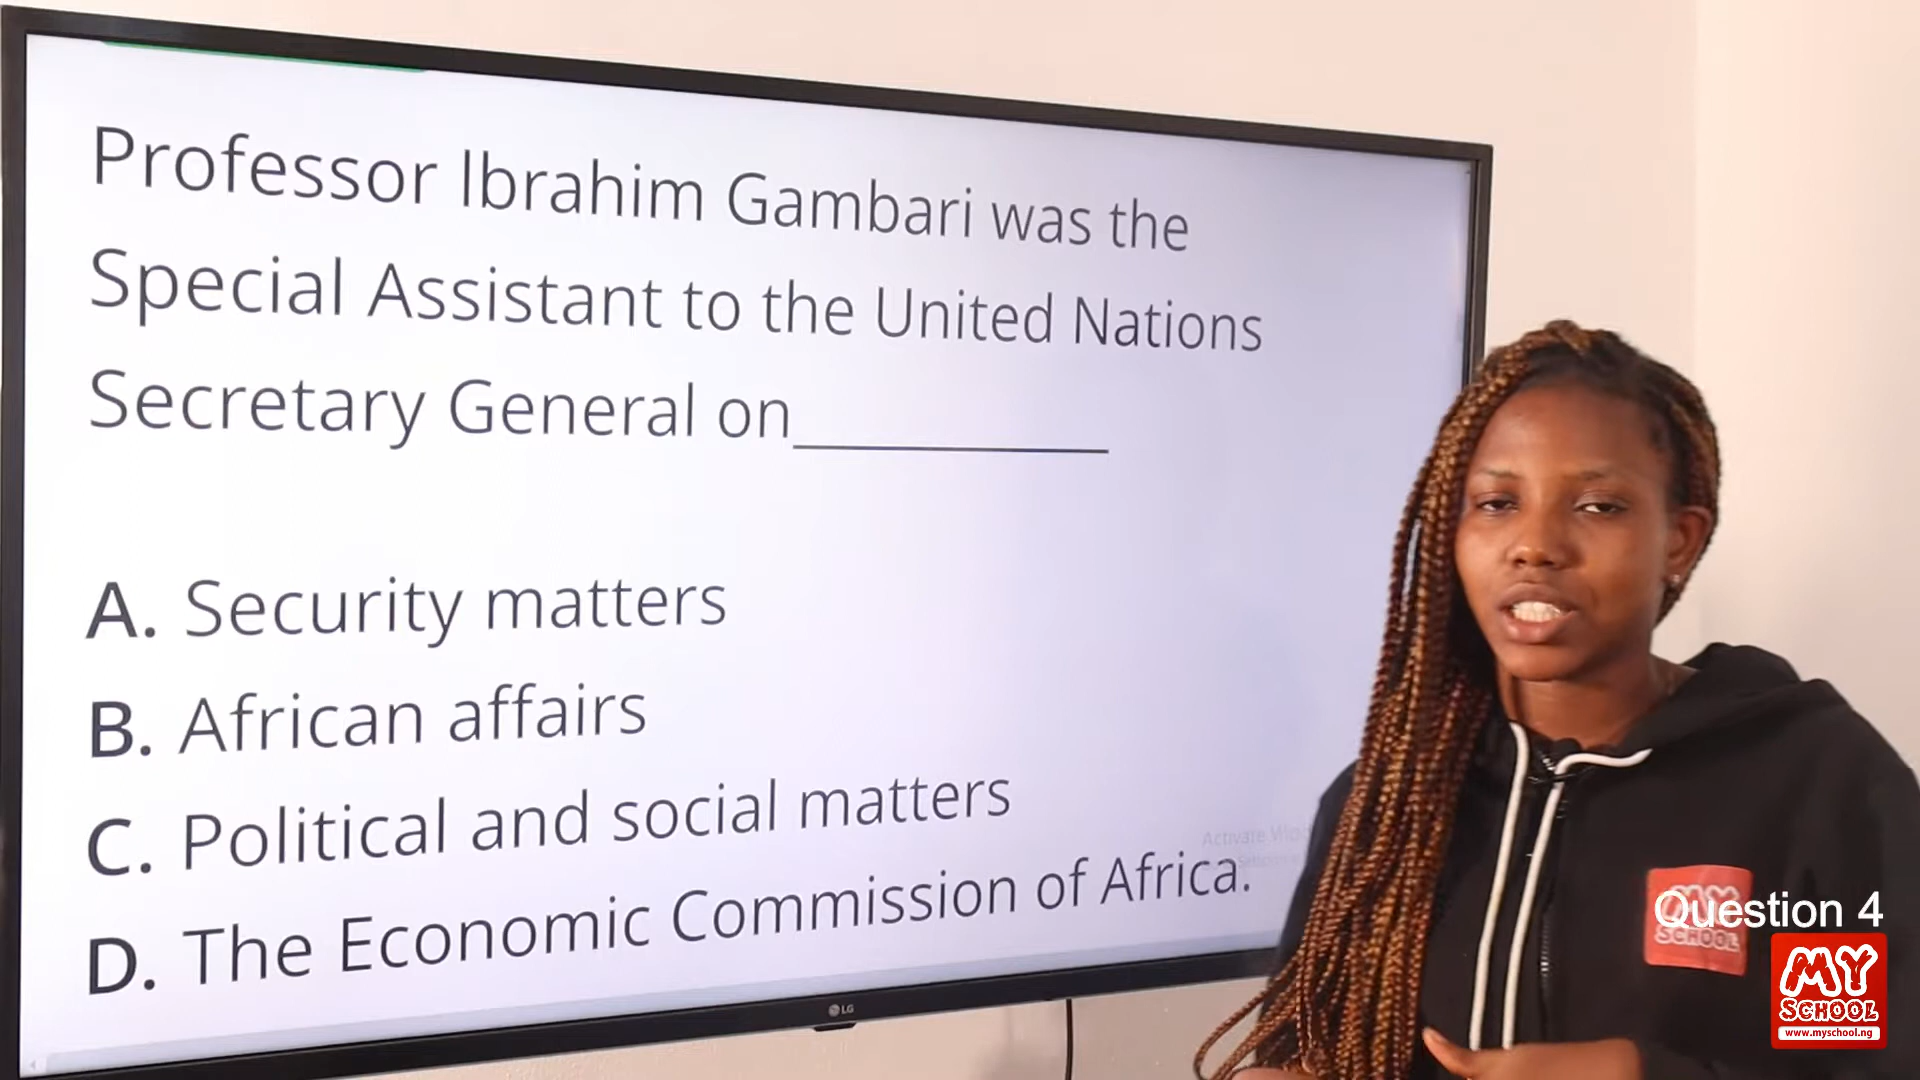 Professor Ibrahim Gambari was the
Special Assistant to the United Nations
Secretary General on__________
A. Security matters
B. African affairs
C. Political and social matters
D. The Economic Commission of Africa.
LG
Question 4
MY
SCHOOL
MY
SCHOOL
www.myschool.ng